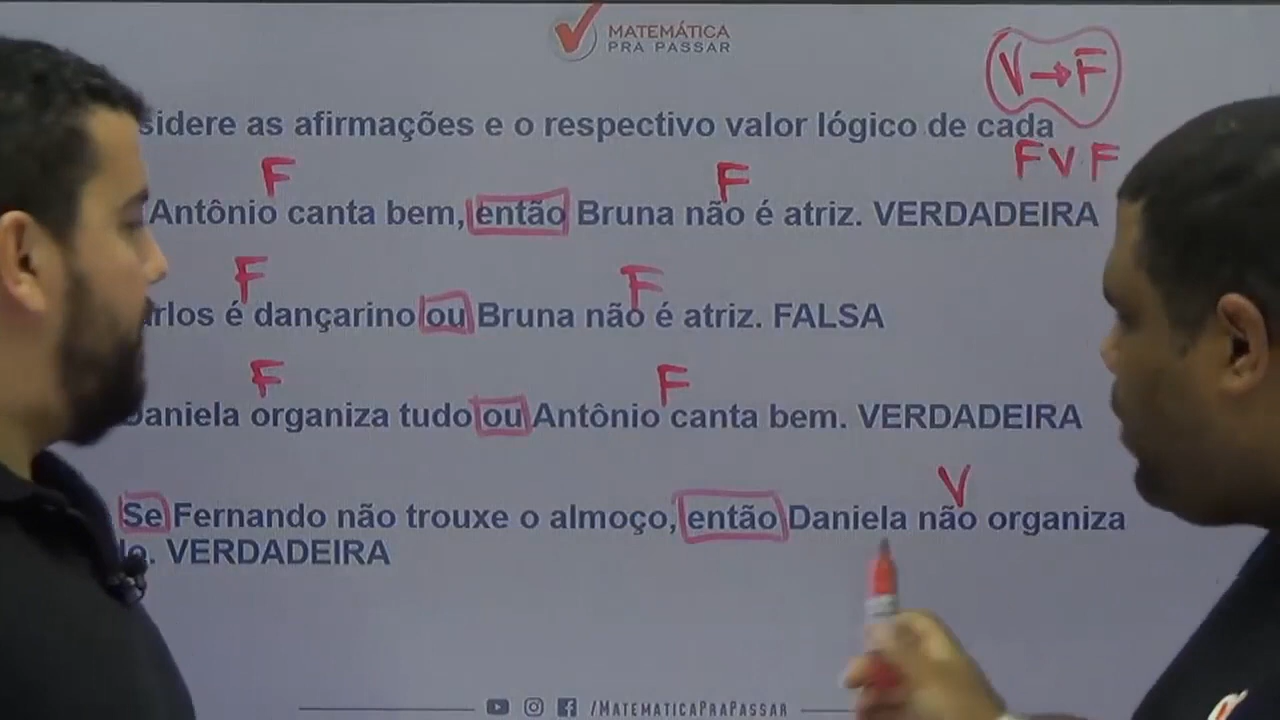 MATEMÁTICA
PRA PASSAR
V → F
sidere as afirmações e o respectivo valor lógico de cada
F V F
F F
Antônio canta bem, então Bruna não é atriz. VERDADEIRA
F F
rlos é dançarino ou Bruna não é atriz. FALSA
F F
Daniela organiza tudo ou Antônio canta bem. VERDADEIRA
V
Se Fernando não trouxe o almoço, então Daniela não organiza
lo. VERDADEIRA
/MATEMATICAPRAPASSAR